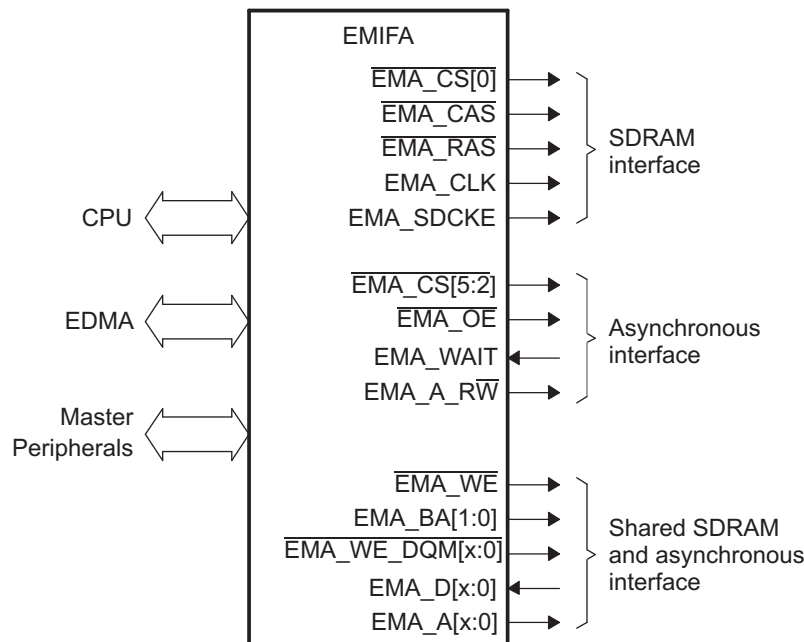 EMIFA
EMA_CS[0]
EMA_CAS
EMA_RAS
EMA_CLK
EMA_SDCKE
SDRAM
interface
CPU
EMA_CS[5:2]
EMA_OE
EMA_WAIT
EMA_A_RW
Asynchronous
interface
EDMA
Master
Peripherals
EMA_WE
EMA_BA[1:0]
EMA_WE_DQM[x:0]
EMA_D[x:0]
EMA_A[x:0]
Shared SDRAM
and asynchronous
interface